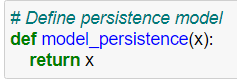 # Define persistence model
def model_persistence(x):
    return x